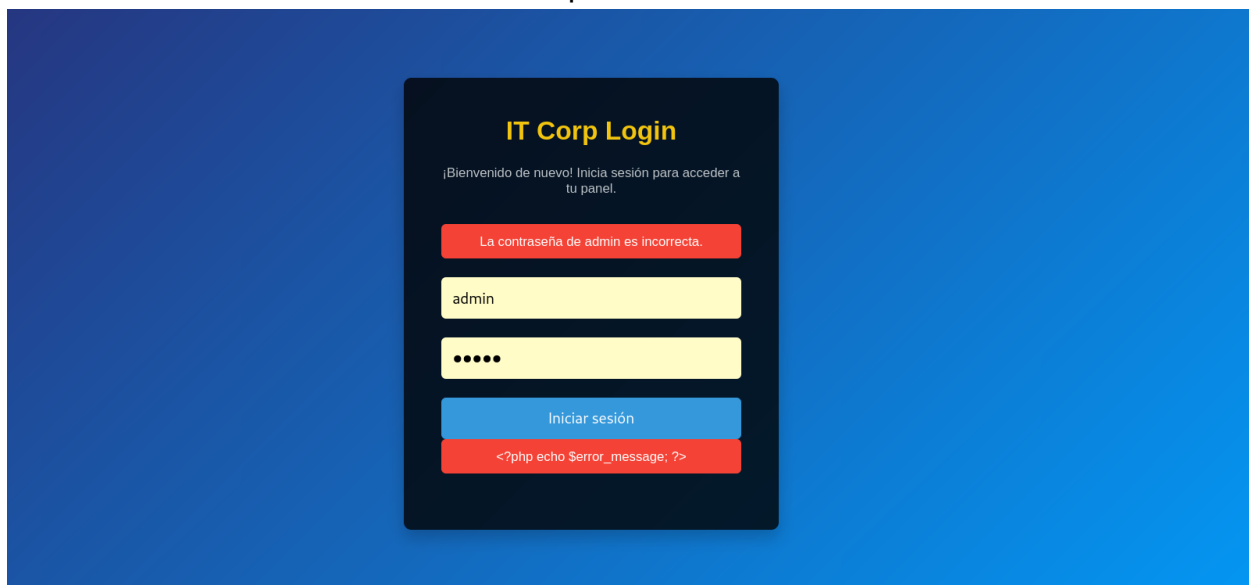 IT Corp Login
¡Bienvenido de nuevo! Inicia sesión para acceder a
tu panel.
La contraseña de admin es incorrecta.
admin
●●●●●
Iniciar sesión
<?php echo $error_message; ?>